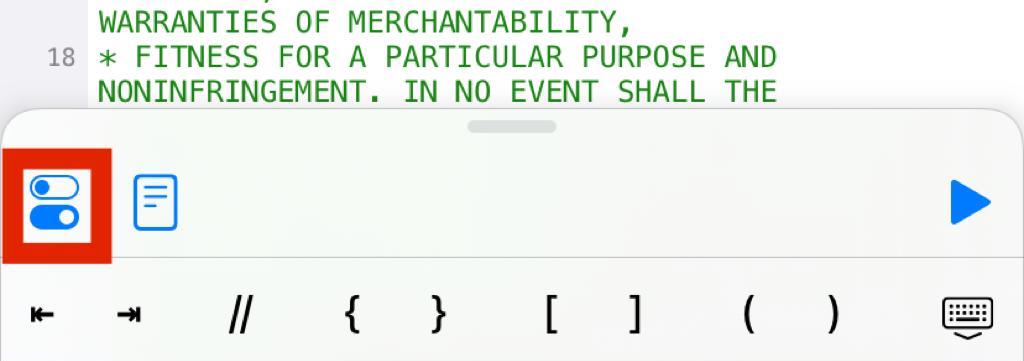 WARRANTIES OF MERCHANTABILITY,
18 * FITNESS FOR A PARTICULAR PURPOSE AND
NONINFRINGEMENT. IN NO EVENT SHALL THE
// { } [ ] ( )